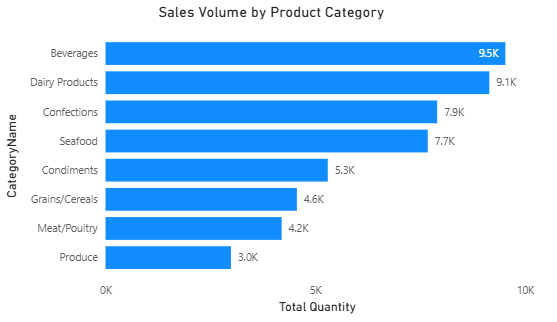 Sales Volume by Product Category
CategoryName
Beverages 9.5K
Dairy Products 9.1K
Confections 7.9K
Seafood 7.7K
Condiments 5.3K
Grains/Cereals 4.6K
Meat/Poultry 4.2K
Produce 3.0K
0K 5K 10K
Total Quantity